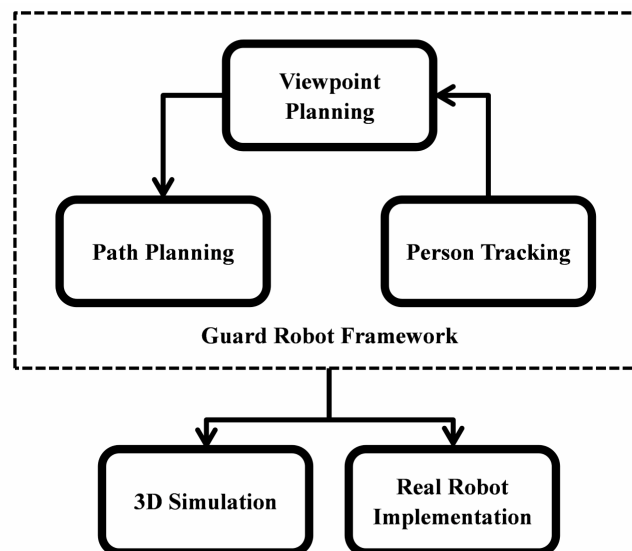 Viewpoint
Planning
Path Planning
Person Tracking
Guard Robot Framework
3D Simulation
Real Robot
Implementation